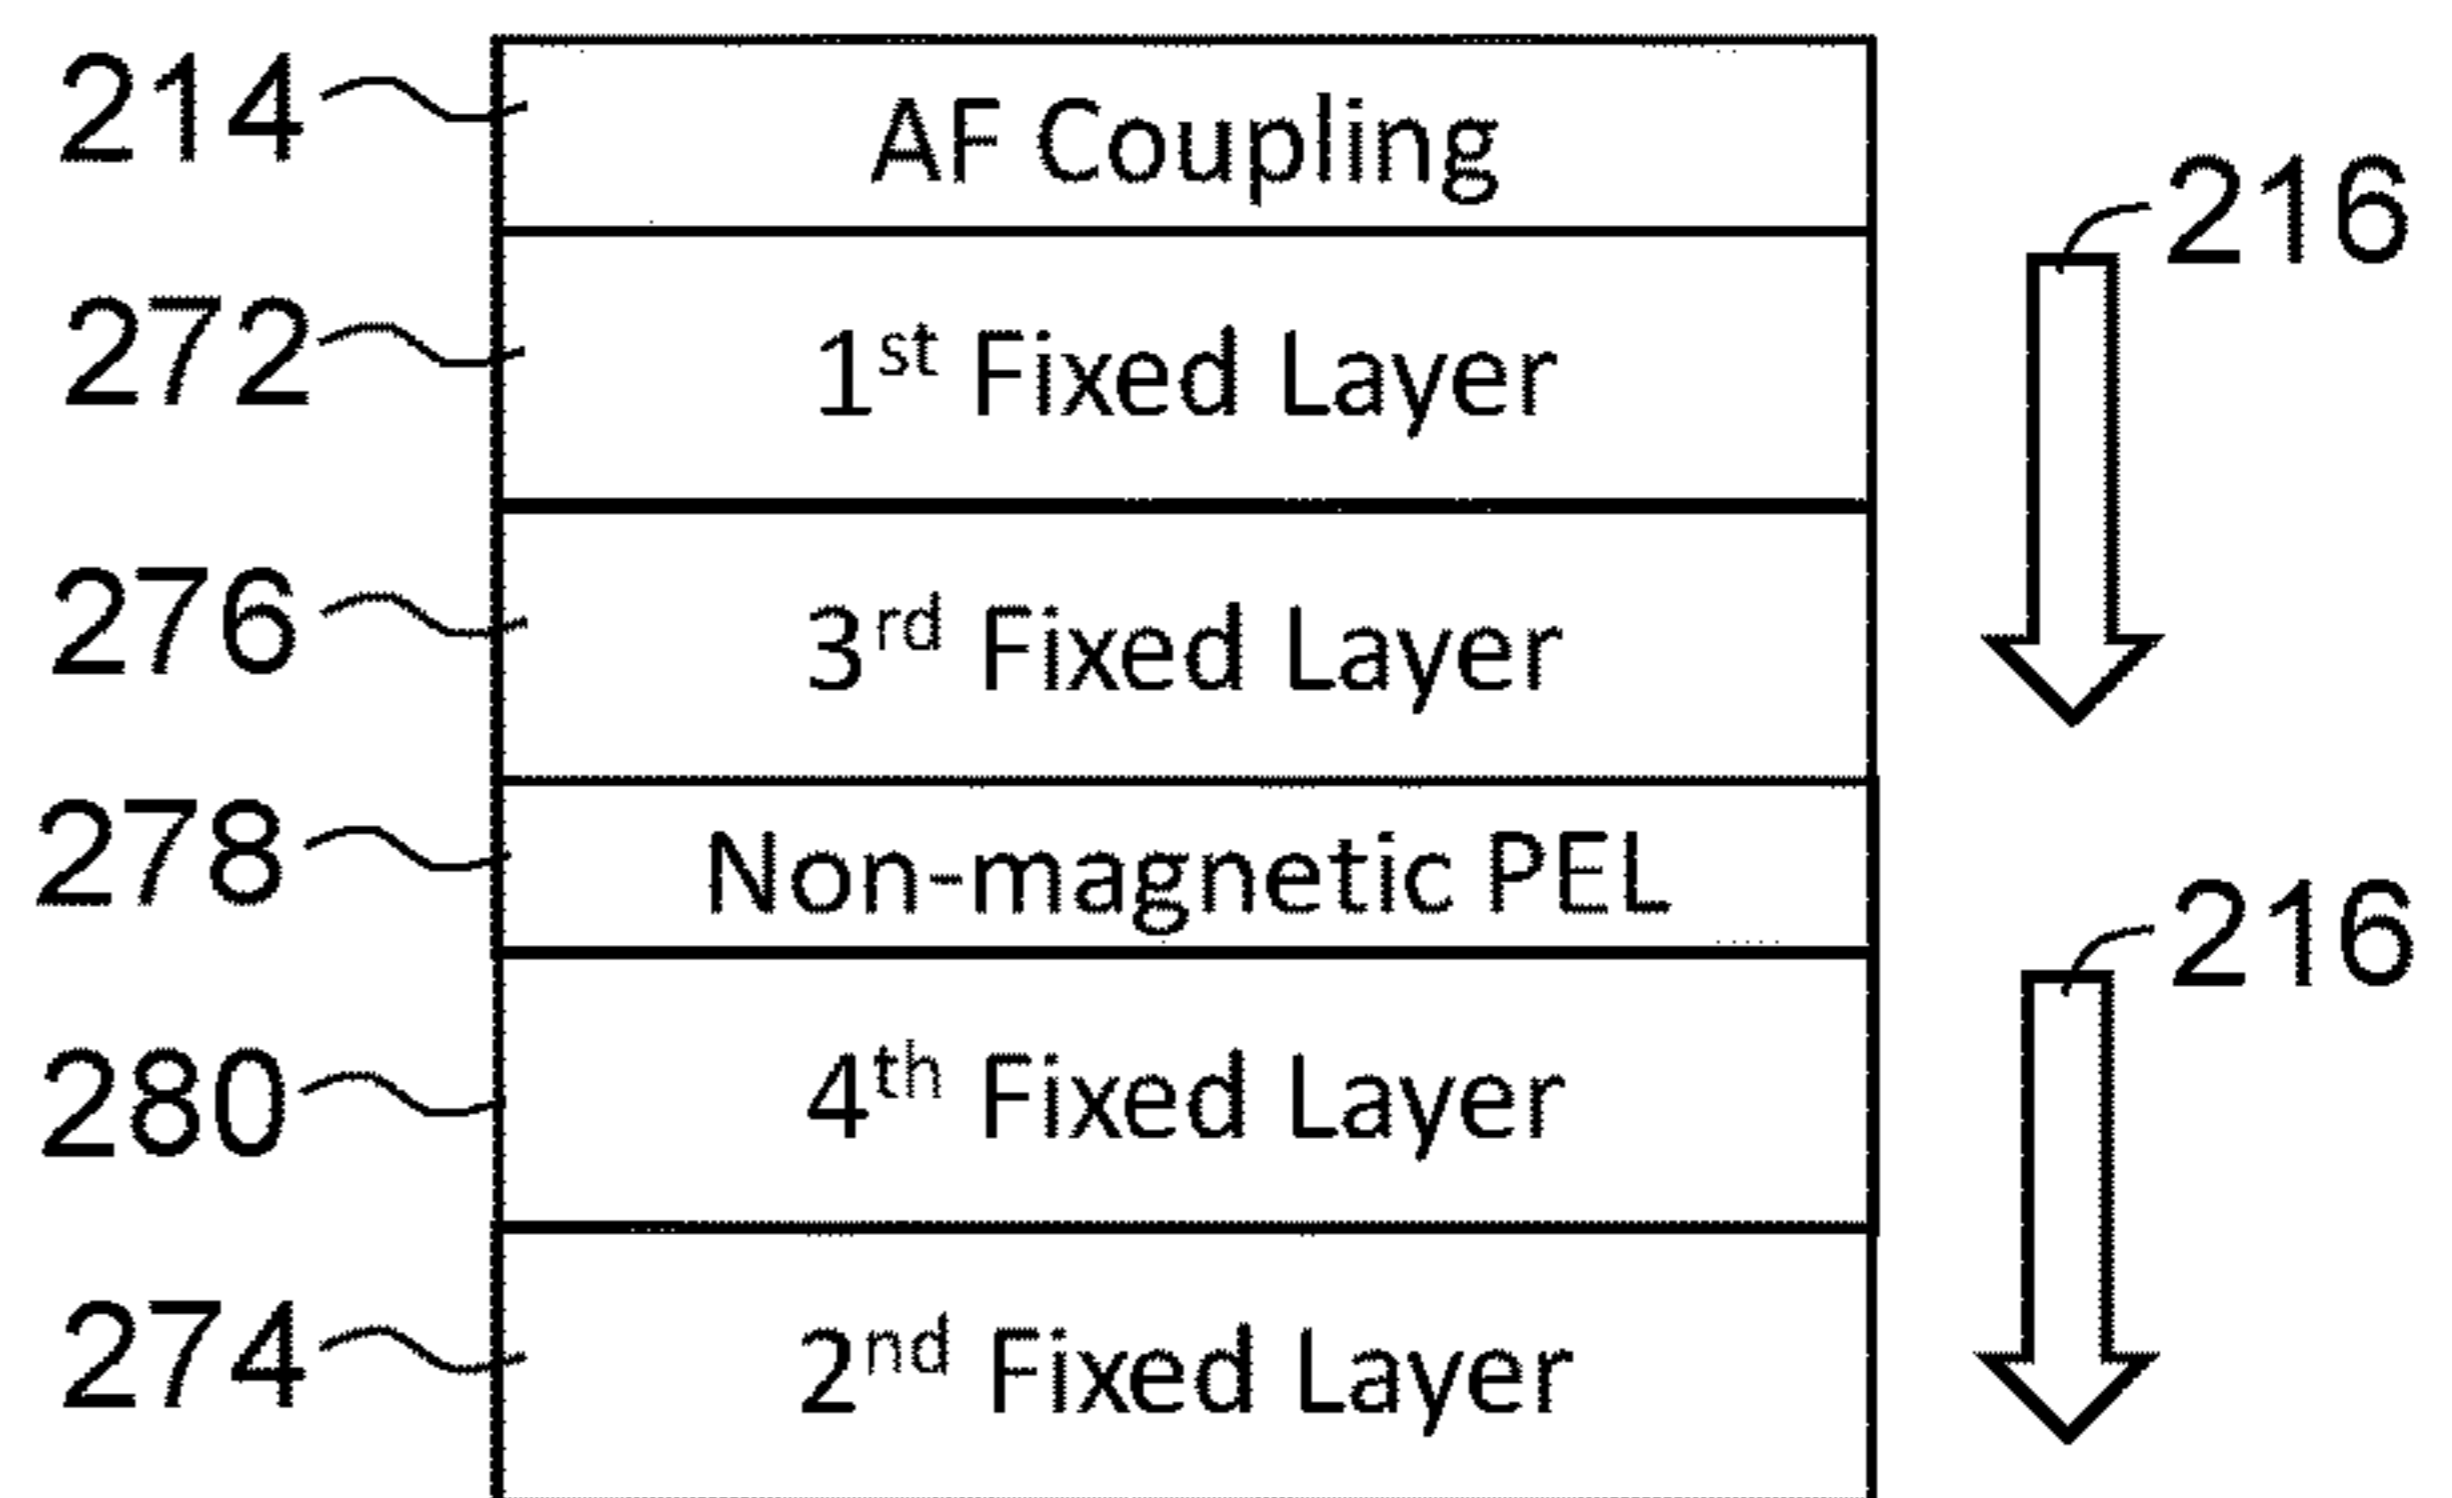 214 AF Coupling
216
272 1st Fixed Layer
276 3rd Fixed Layer
278 Non-magnetic PEL
216
280 4th Fixed Layer
274 2nd Fixed Layer